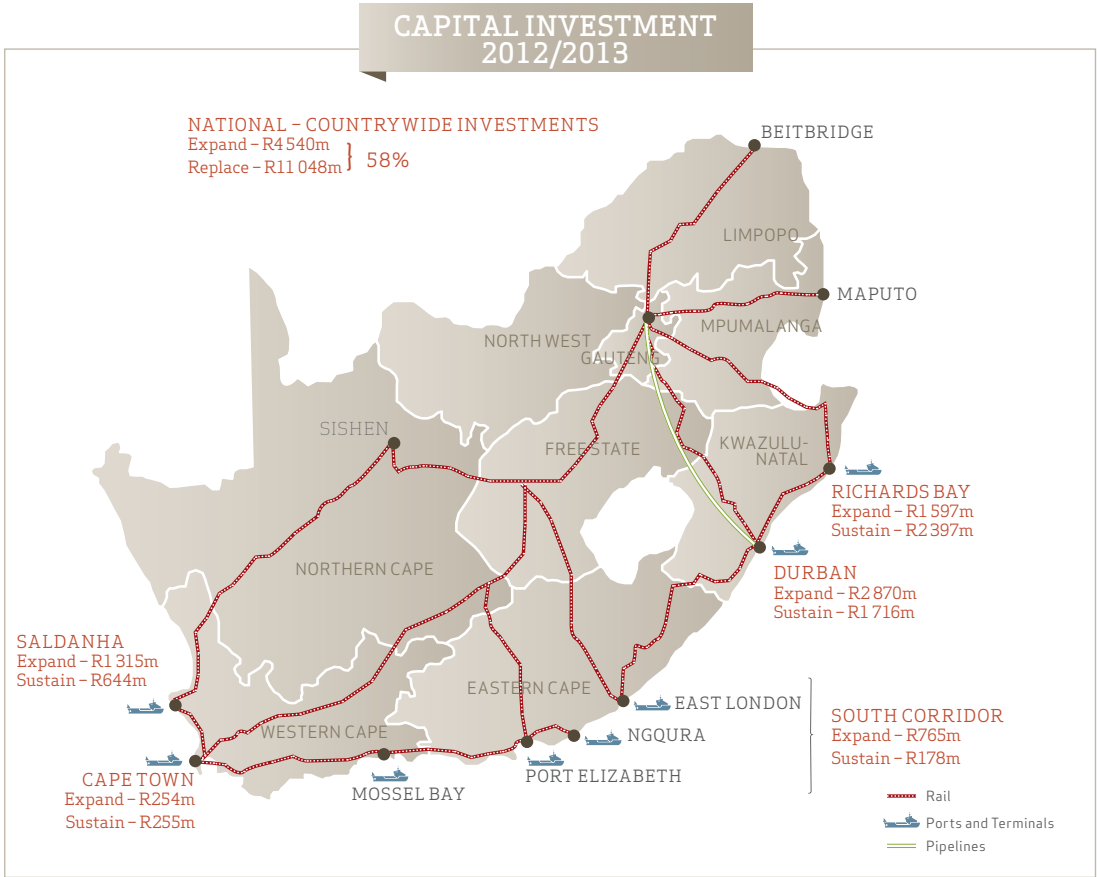 CAPITAL INVESTMENT
2012/2013
NATIONAL – COUNTRYWIDE INVESTMENTS
Expand – R4 540m
Replace – R11 048m
58%
BEITBRIDGE
LIMPOPO
MAPUTO
MPUMALANGA
NORTH WEST
GAUTENG
SISHEN
FREE STATE
KWAZULU-
NATAL
RICHARDS BAY
Expand – R1 597m
Sustain – R2 397m
NORTHERN CAPE
DURBAN
Expand – R2 870m
Sustain – R1 716m
SALDANHA
Expand – R1 315m
Sustain – R644m
EASTERN CAPE
EAST LONDON
WESTERN CAPE
NGQURA
SOUTH CORRIDOR
Expand – R765m
Sustain – R178m
CAPE TOWN
Expand – R254m
Sustain – R255m
MOSSEL BAY
PORT ELIZABETH
Rail
Ports and Terminals
Pipelines